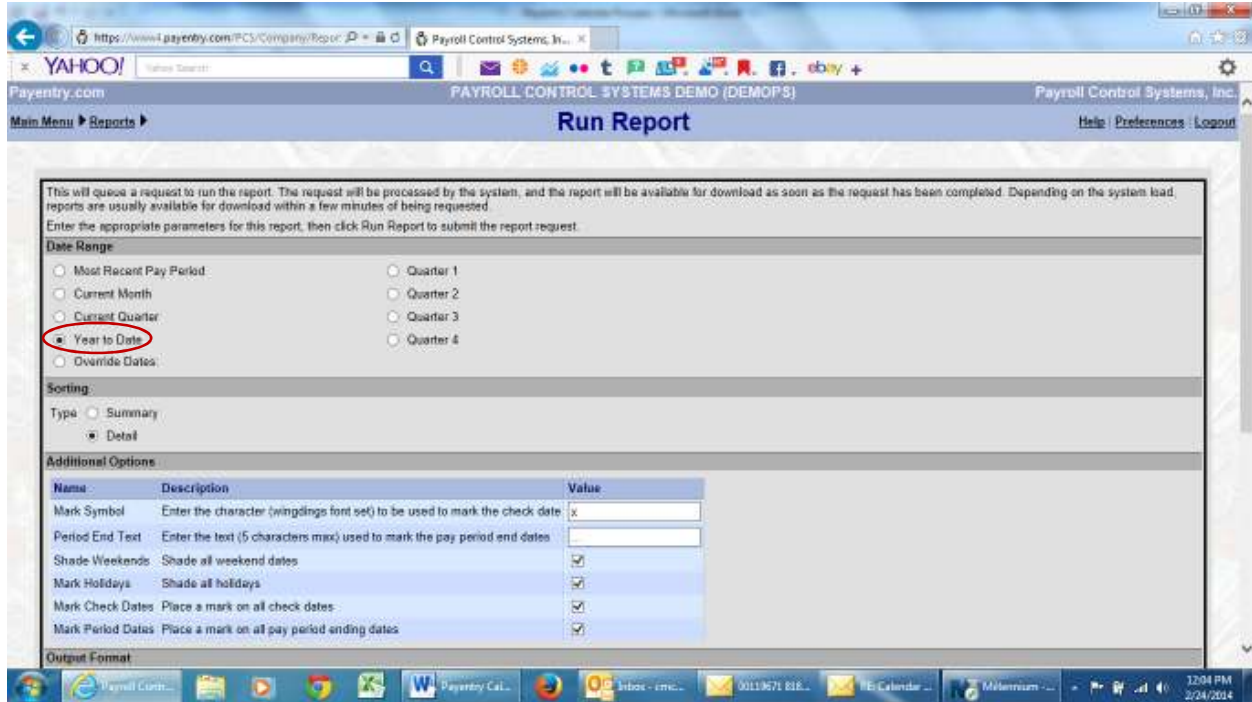 https://www4.payentry.com/PCS/Company/Repor
Payroll Control Systems, In...
YAHOO!
ebay
Payentry.com
PAYROLL CONTROL SYSTEMS DEMO (DEMOPS)
Payroll Control Systems, Inc.
Main Menu Reports
Run Report
Help Preferences Logout
This will queue a request to run the report. The request will be processed by the system, and the report will be available for download as soon as the request has been completed. Depending on the system load,
reports are usually available for download within a few minutes of being requested.
Enter the appropriate parameters for this report, then click Run Report to submit the report request.
Date Range
Most Recent Pay Period
Quarter 1
Current Month
Quarter 2
Current Quarter
Quarter 3
Year to Date
Quarter 4
Override Dates:
Sorting
Type Summary
Detail
Additional Options
Name Description Value
Mark Symbol Enter the character (wingdings font set) to be used to mark the check date x
Period End Text Enter the text (5 characters max) used to mark the pay period end dates ...
Shade Weekends Shade all weekend dates
Mark Holidays Shade all holidays
Mark Check Dates Place a mark on all check dates
Mark Period Dates Place a mark on all pay period ending dates
Output Format
Payroll Contr...
Payentry Cal...
Inbox - cmc...
00119671 818...
RE: Calendar ...
Millennium - ...
12:04 PM
2/24/2014